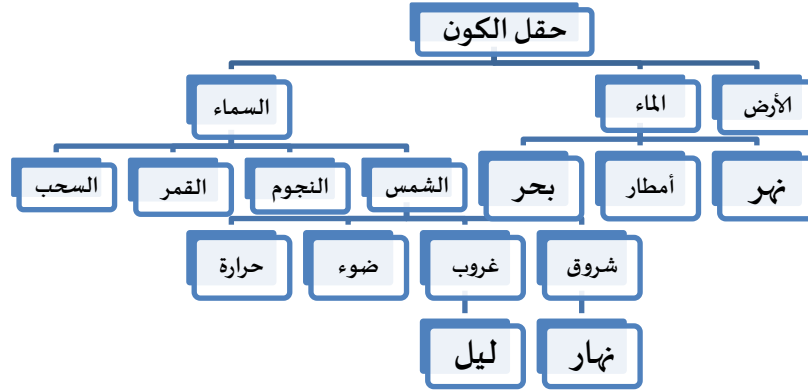 حقل الكون
الأرض
الماء
السماء
نهر
أمطار
بحر
الشمس
النجوم
القمر
السحب
شروق
غروب
ضوء
حرارة
نهار
ليل